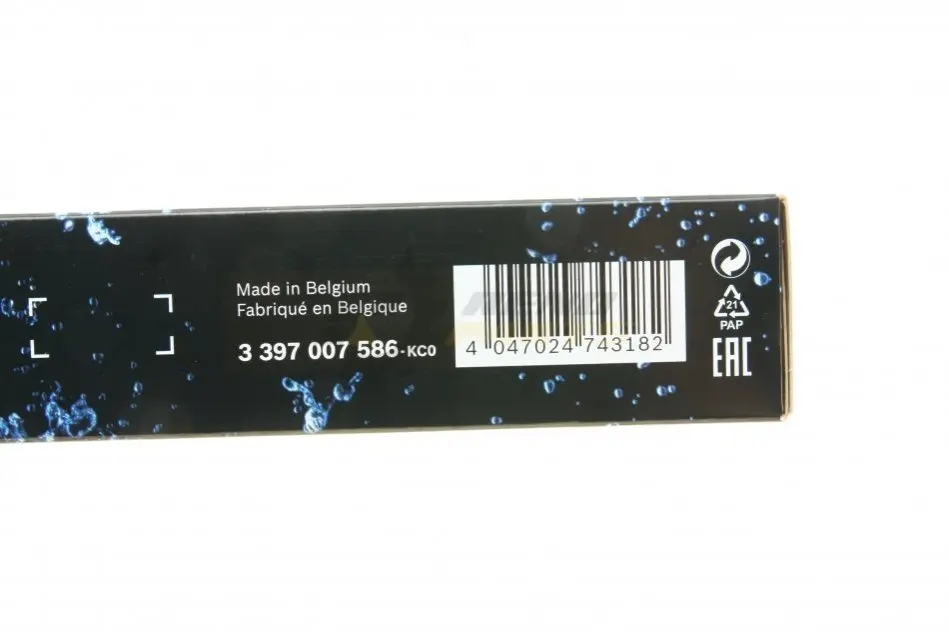 Made in Belgium
Fabriqué en Belgique
3 397 007 586-KC0
4 047024 743182
21
PAP
EAC